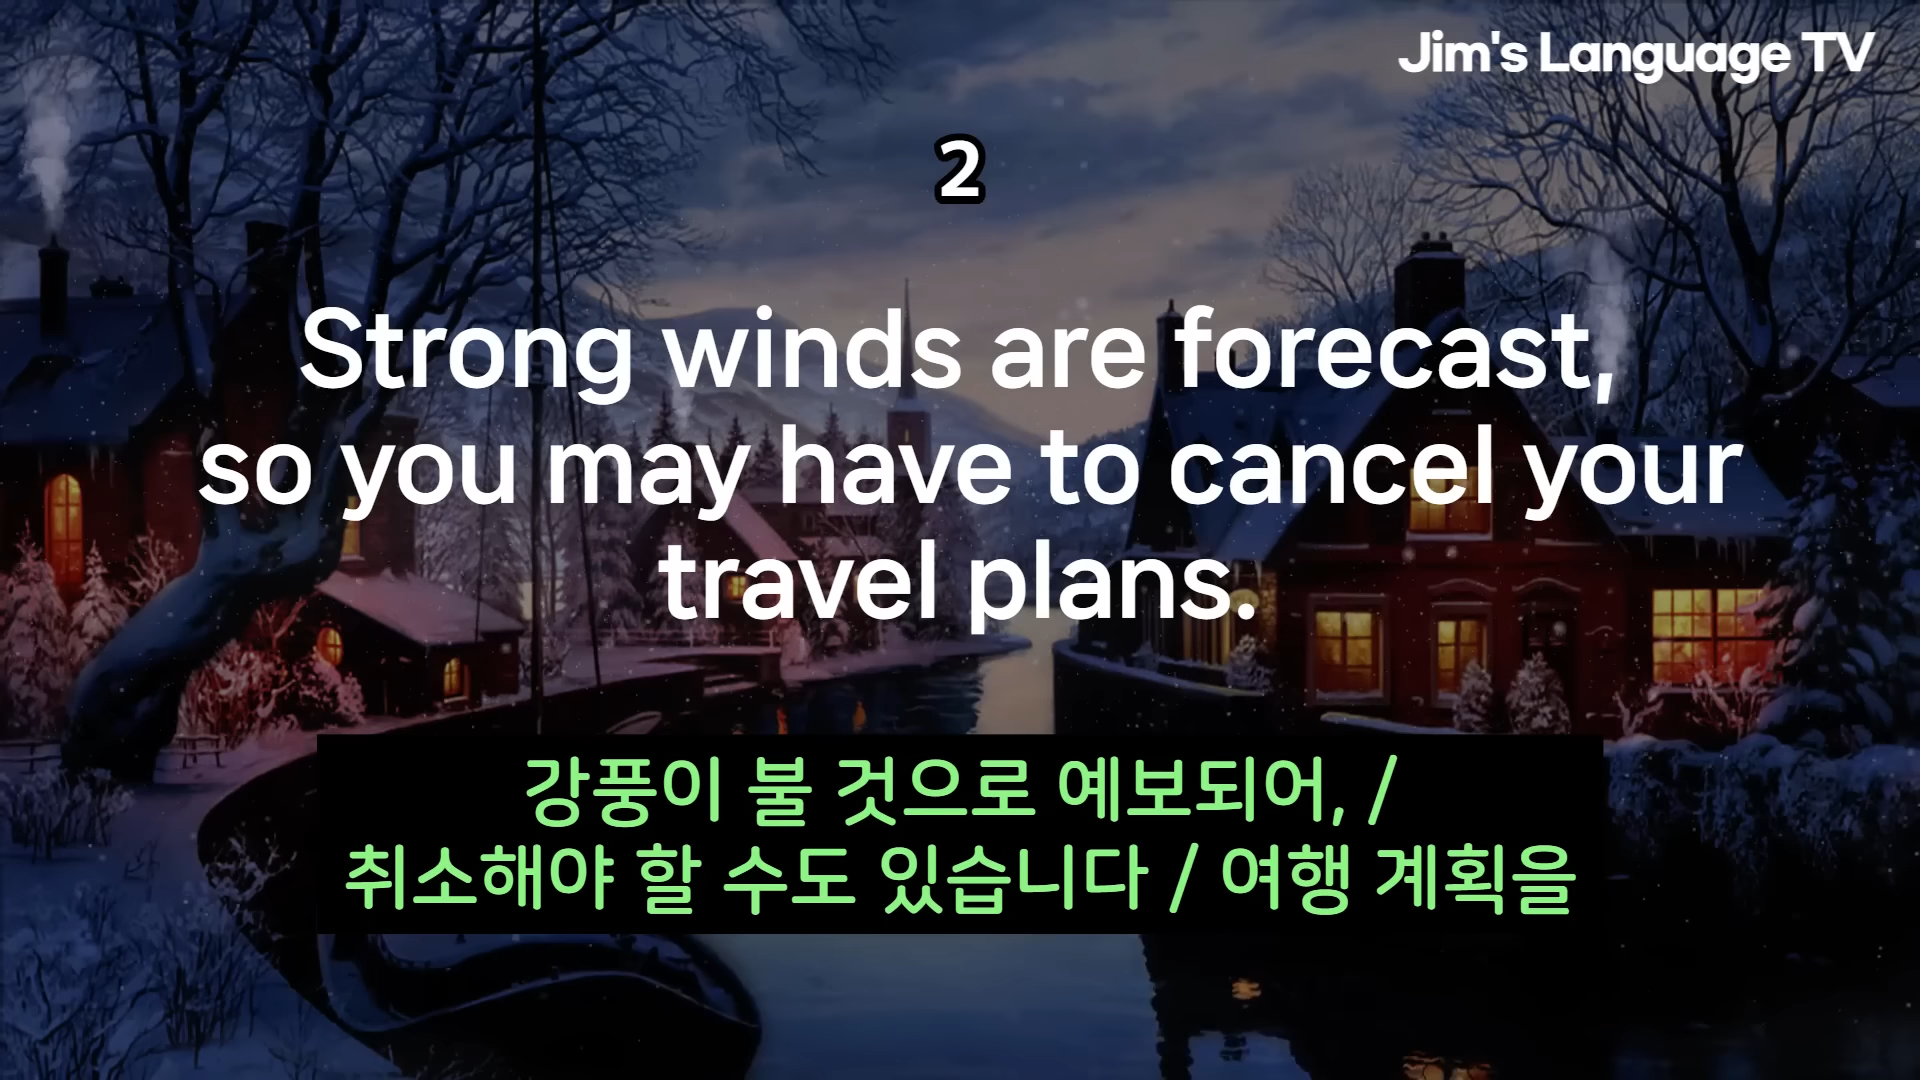 Jim's Language TV
2
Strong winds are forecast,
so you may have to cancel your
travel plans.
강풍이 불 것으로 예보되어, /
취소해야 할 수도 있습니다 / 여행 계획을